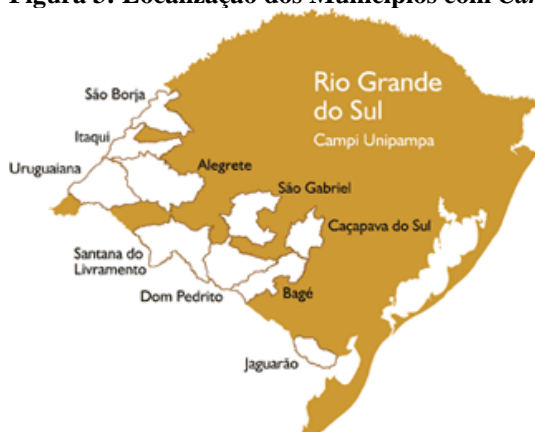 Figura 3: Localização dos Municípios com Cam
Rio Grande
do Sul
Campi Unipampa
São Borja
Itaqui
Uruguaiana
Alegrete
São Gabriel
Caçapava do Sul
Santana do
Livramento
Dom Pedrito
Bagé
Jaguarão